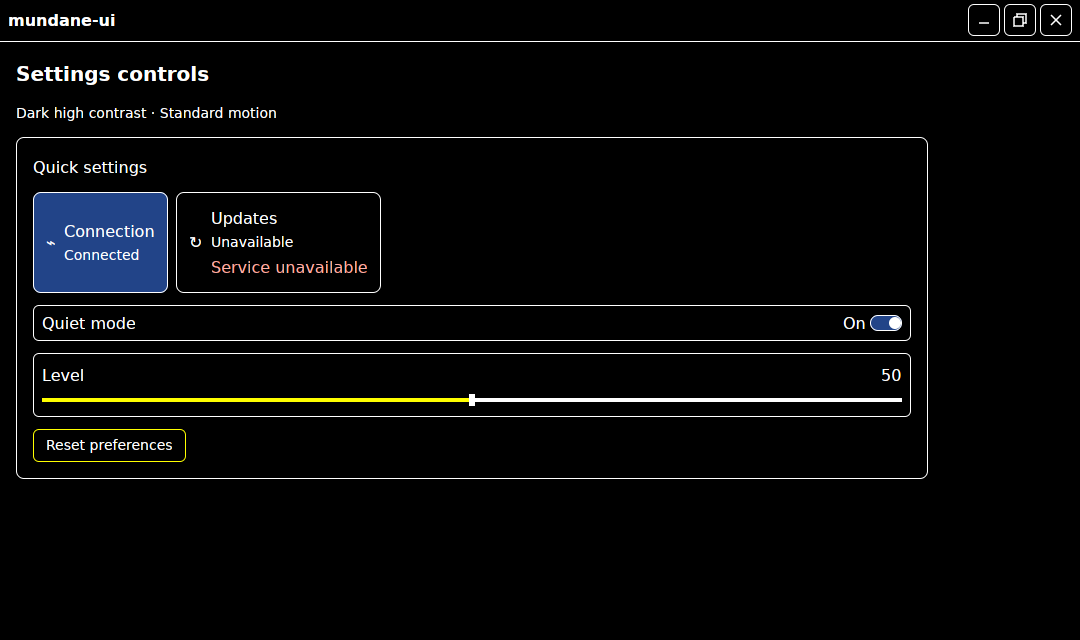 mundane-ui
Settings controls
Dark high contrast · Standard motion
Quick settings
Connection
Connected
Updates
Unavailable
Service unavailable
Quiet mode On
Level 50
Reset preferences